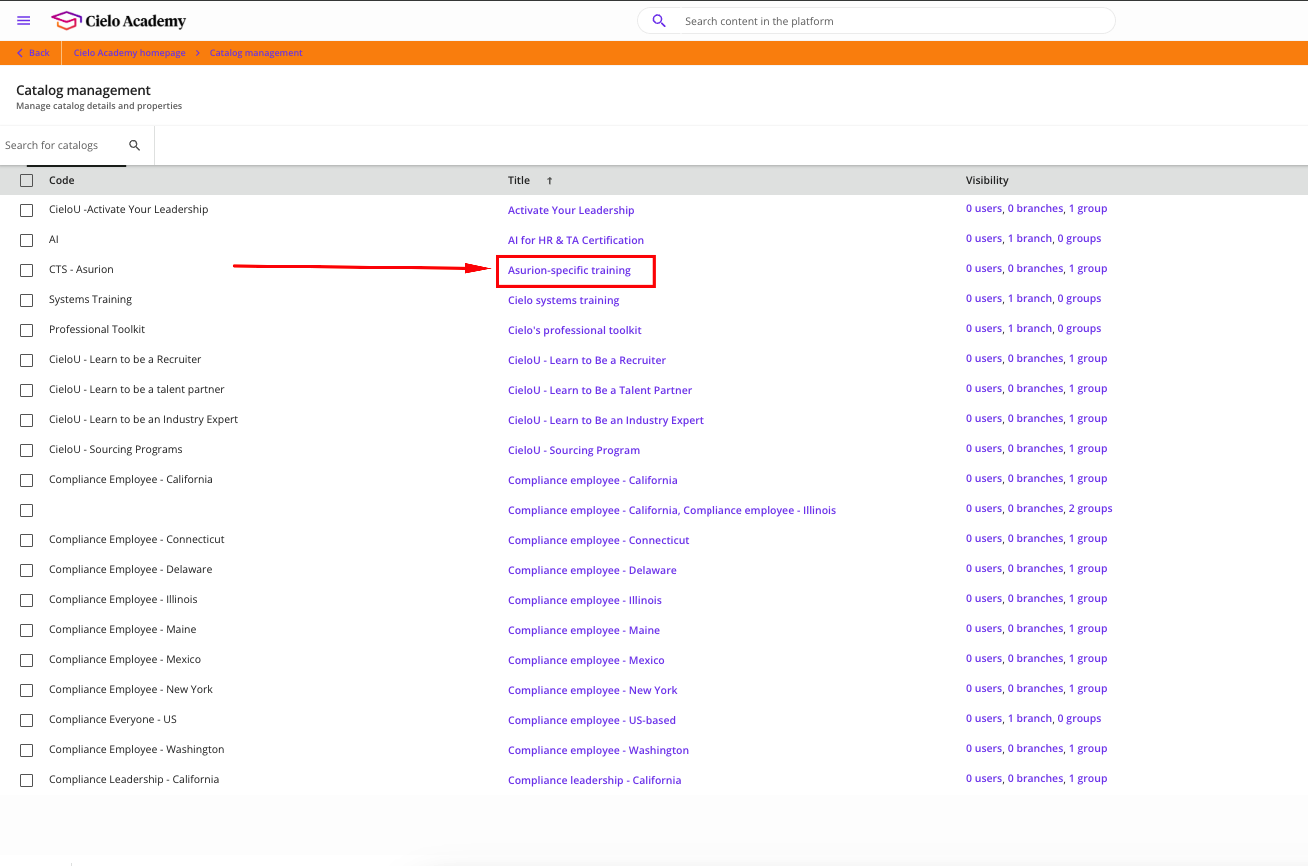 Cielo Academy
Search content in the platform
Back Cielo Academy homepage Catalog management
Catalog management
Manage catalog details and properties
Search for catalogs
Code Title ↑ Visibility
CieloU -Activate Your Leadership Activate Your Leadership 0 users, 0 branches, 1 group
AI AI for HR & TA Certification 0 users, 1 branch, 0 groups
CTS - Asurion Asurion-specific training 0 users, 0 branches, 1 group
Systems Training Cielo systems training 0 users, 1 branch, 0 groups
Professional Toolkit Cielo's professional toolkit 0 users, 1 branch, 0 groups
CieloU - Learn to be a Recruiter CieloU - Learn to Be a Recruiter 0 users, 0 branches, 1 group
CieloU - Learn to be a talent partner CieloU - Learn to Be a Talent Partner 0 users, 0 branches, 1 group
CieloU - Learn to be an Industry Expert CieloU - Learn to Be an Industry Expert 0 users, 0 branches, 1 group
CieloU - Sourcing Programs CieloU - Sourcing Program 0 users, 0 branches, 1 group
Compliance Employee - California Compliance employee - California 0 users, 0 branches, 1 group
Compliance employee - California, Compliance employee - Illinois 0 users, 0 branches, 2 groups
Compliance Employee - Connecticut Compliance employee - Connecticut 0 users, 0 branches, 1 group
Compliance Employee - Delaware Compliance employee - Delaware 0 users, 0 branches, 1 group
Compliance Employee - Illinois Compliance employee - Illinois 0 users, 0 branches, 1 group
Compliance Employee - Maine Compliance employee - Maine 0 users, 0 branches, 1 group
Compliance Employee - Mexico Compliance employee - Mexico 0 users, 0 branches, 1 group
Compliance Employee - New York Compliance employee - New York 0 users, 0 branches, 1 group
Compliance Everyone - US Compliance employee - US-based 0 users, 1 branch, 0 groups
Compliance Employee - Washington Compliance employee - Washington 0 users, 0 branches, 1 group
Compliance Leadership - California Compliance leadership - California 0 users, 0 branches, 1 group